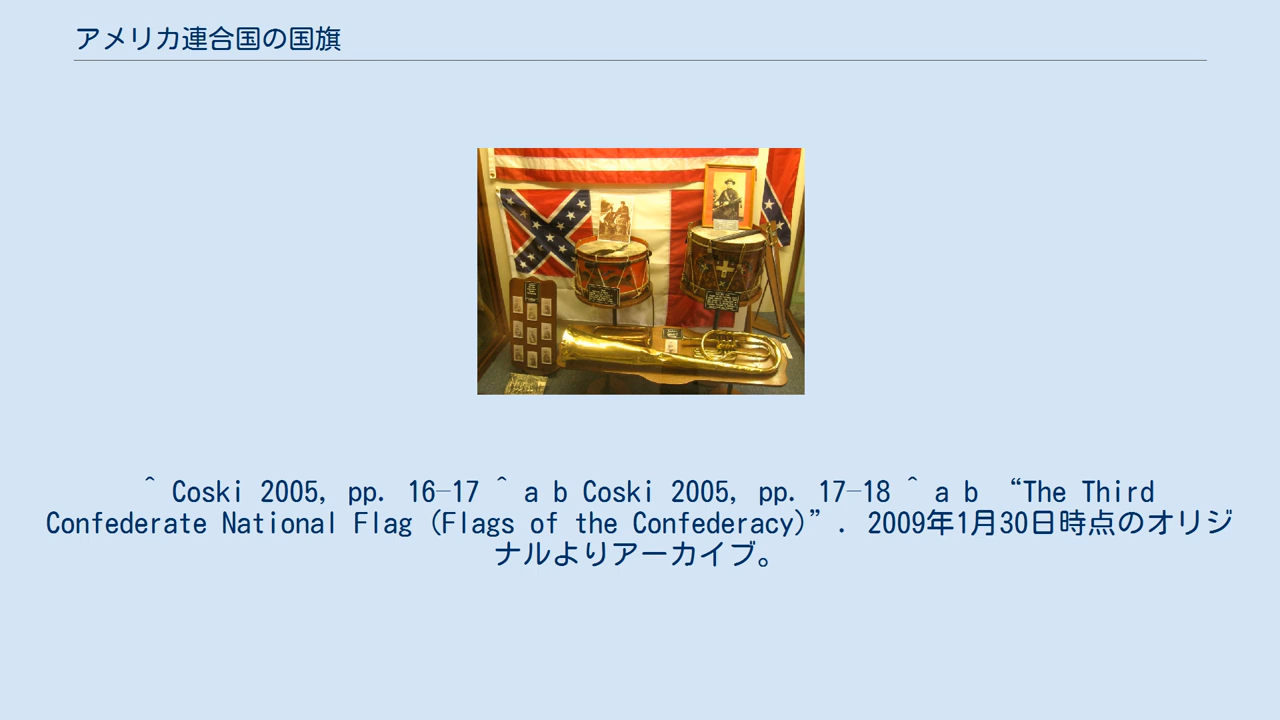 アメリカ連合国の国旗
^ Coski 2005, pp. 16–17 ^ a b Coski 2005, pp. 17–18 ^ a b “The Third
Confederate National Flag (Flags of the Confederacy)”. 2009年1月30日時点のオリジ
ナルよりアーカイブ。